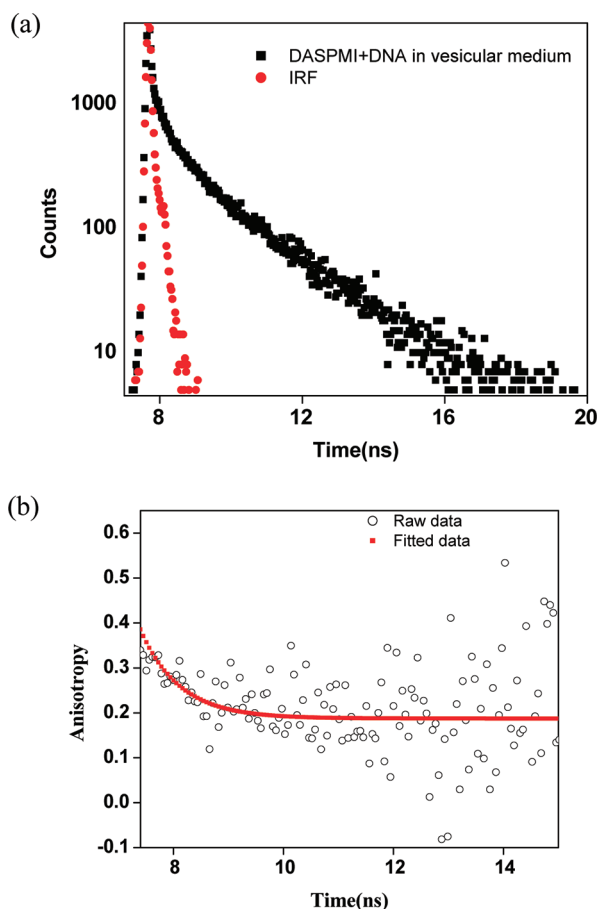 (a)
DASPMI+DNA in vesicular medium
IRF
1000
100
10
Counts
8
12
16
20
Time(ns)
(b)
Raw data
Fitted data
0.6
0.5
0.4
0.3
0.2
0.1
0.0
-0.1
Anisotropy
8
10
12
14
Time(ns)